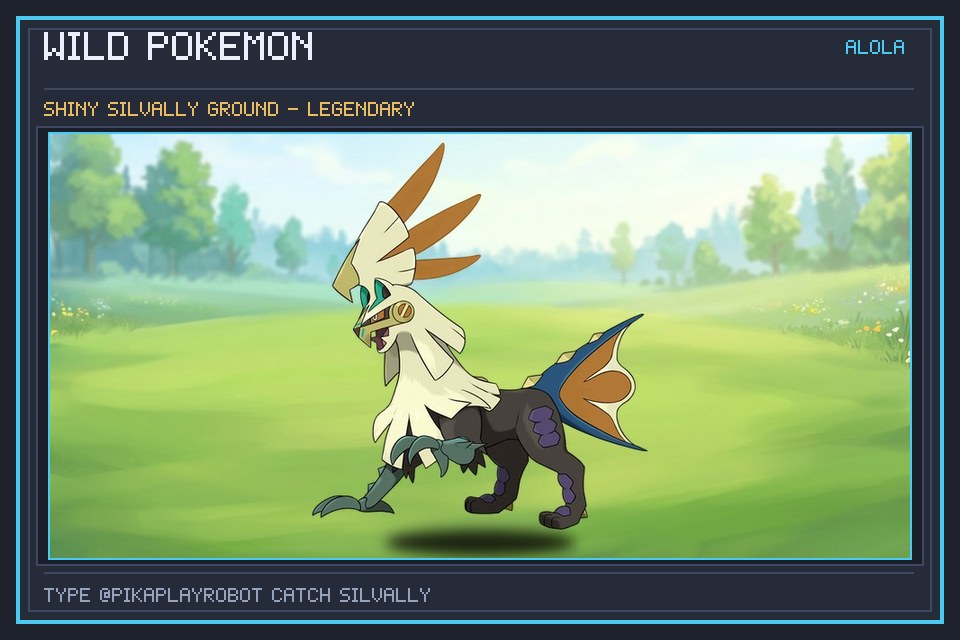 WILD POKEMON
ALOLA
SHINY SILVALLY GROUND - LEGENDARY
TYPE @PIKAPLAYROBOT CATCH SILVALLY